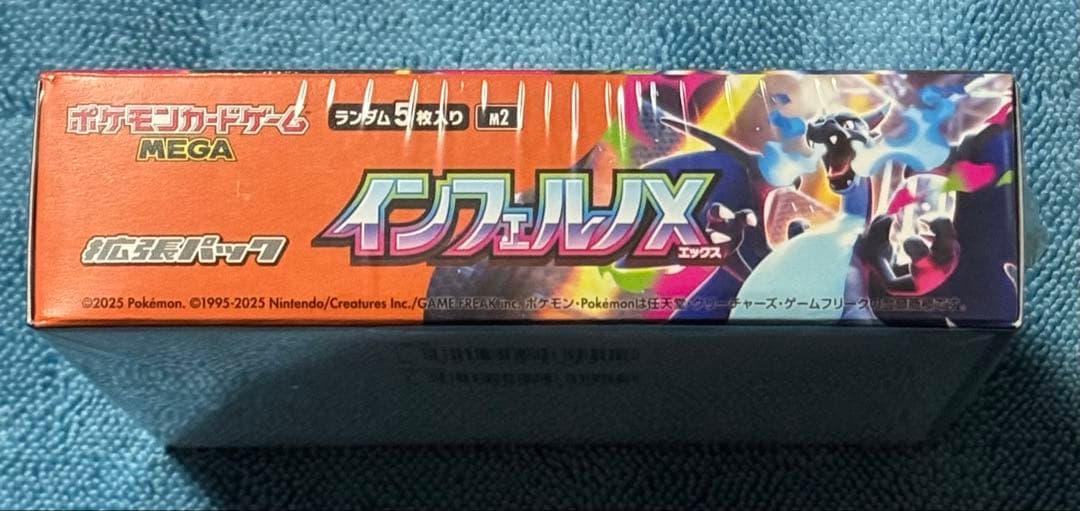 ポケモンカードゲーム
MEGA
ランダム5枚入り
M2
インフェルノX
エックス
拡張パック
©2025 Pokémon. ©1995-2025 Nintendo/Creatures Inc./GAME FREAK inc. ポケモン・Pokémonは任天堂・クリーチャーズ・ゲームフリークの登録商標です。